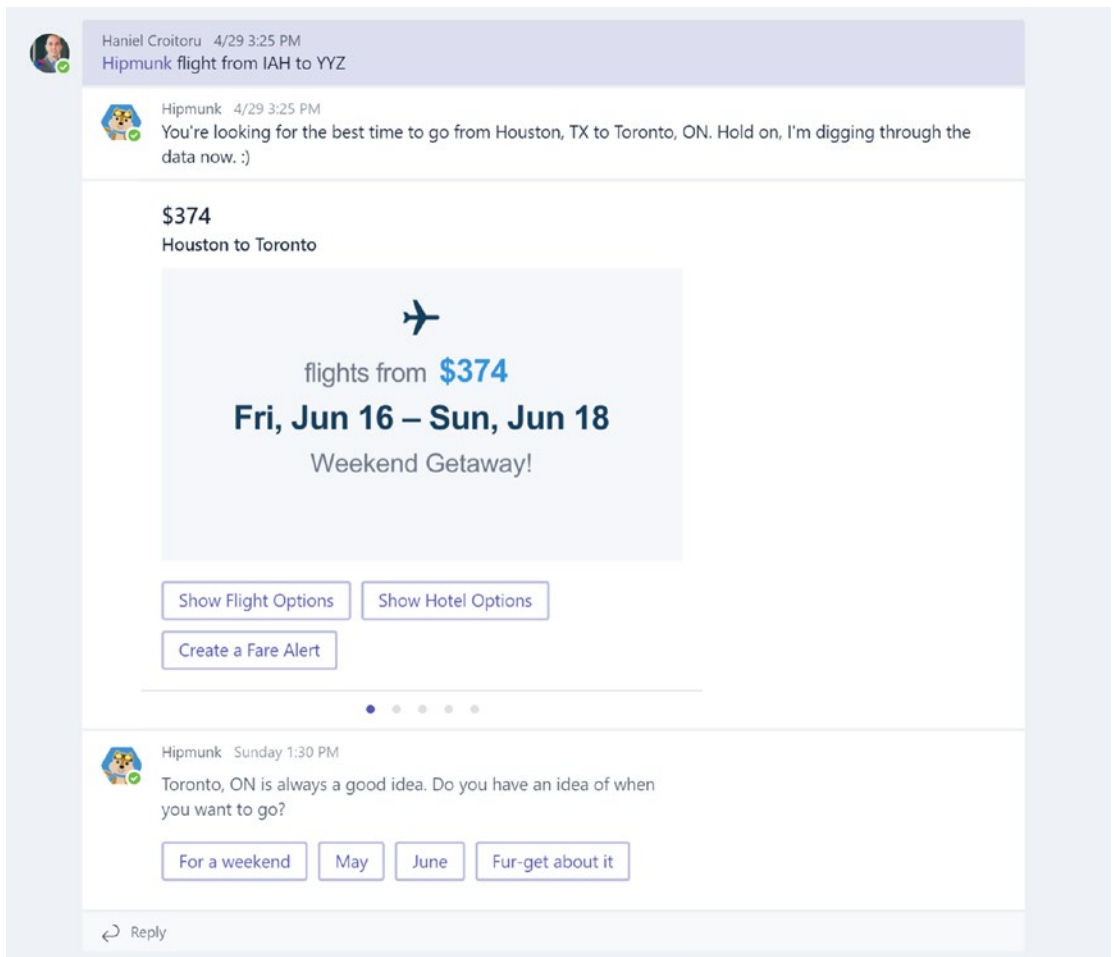 Haniel Croitoru 4/29 3:25 PM
Hipmunk flight from IAH to YYZ
Hipmunk 4/29 3:25 PM
You're looking for the best time to go from Houston, TX to Toronto, ON. Hold on, I'm digging through the
data now. :)
$374
Houston to Toronto
flights from $374
Fri, Jun 16 – Sun, Jun 18
Weekend Getaway!
Show Flight Options Show Hotel Options
Create a Fare Alert
Hipmunk Sunday 1:30 PM
Toronto, ON is always a good idea. Do you have an idea of when
you want to go?
For a weekend May June Fur-get about it
Reply